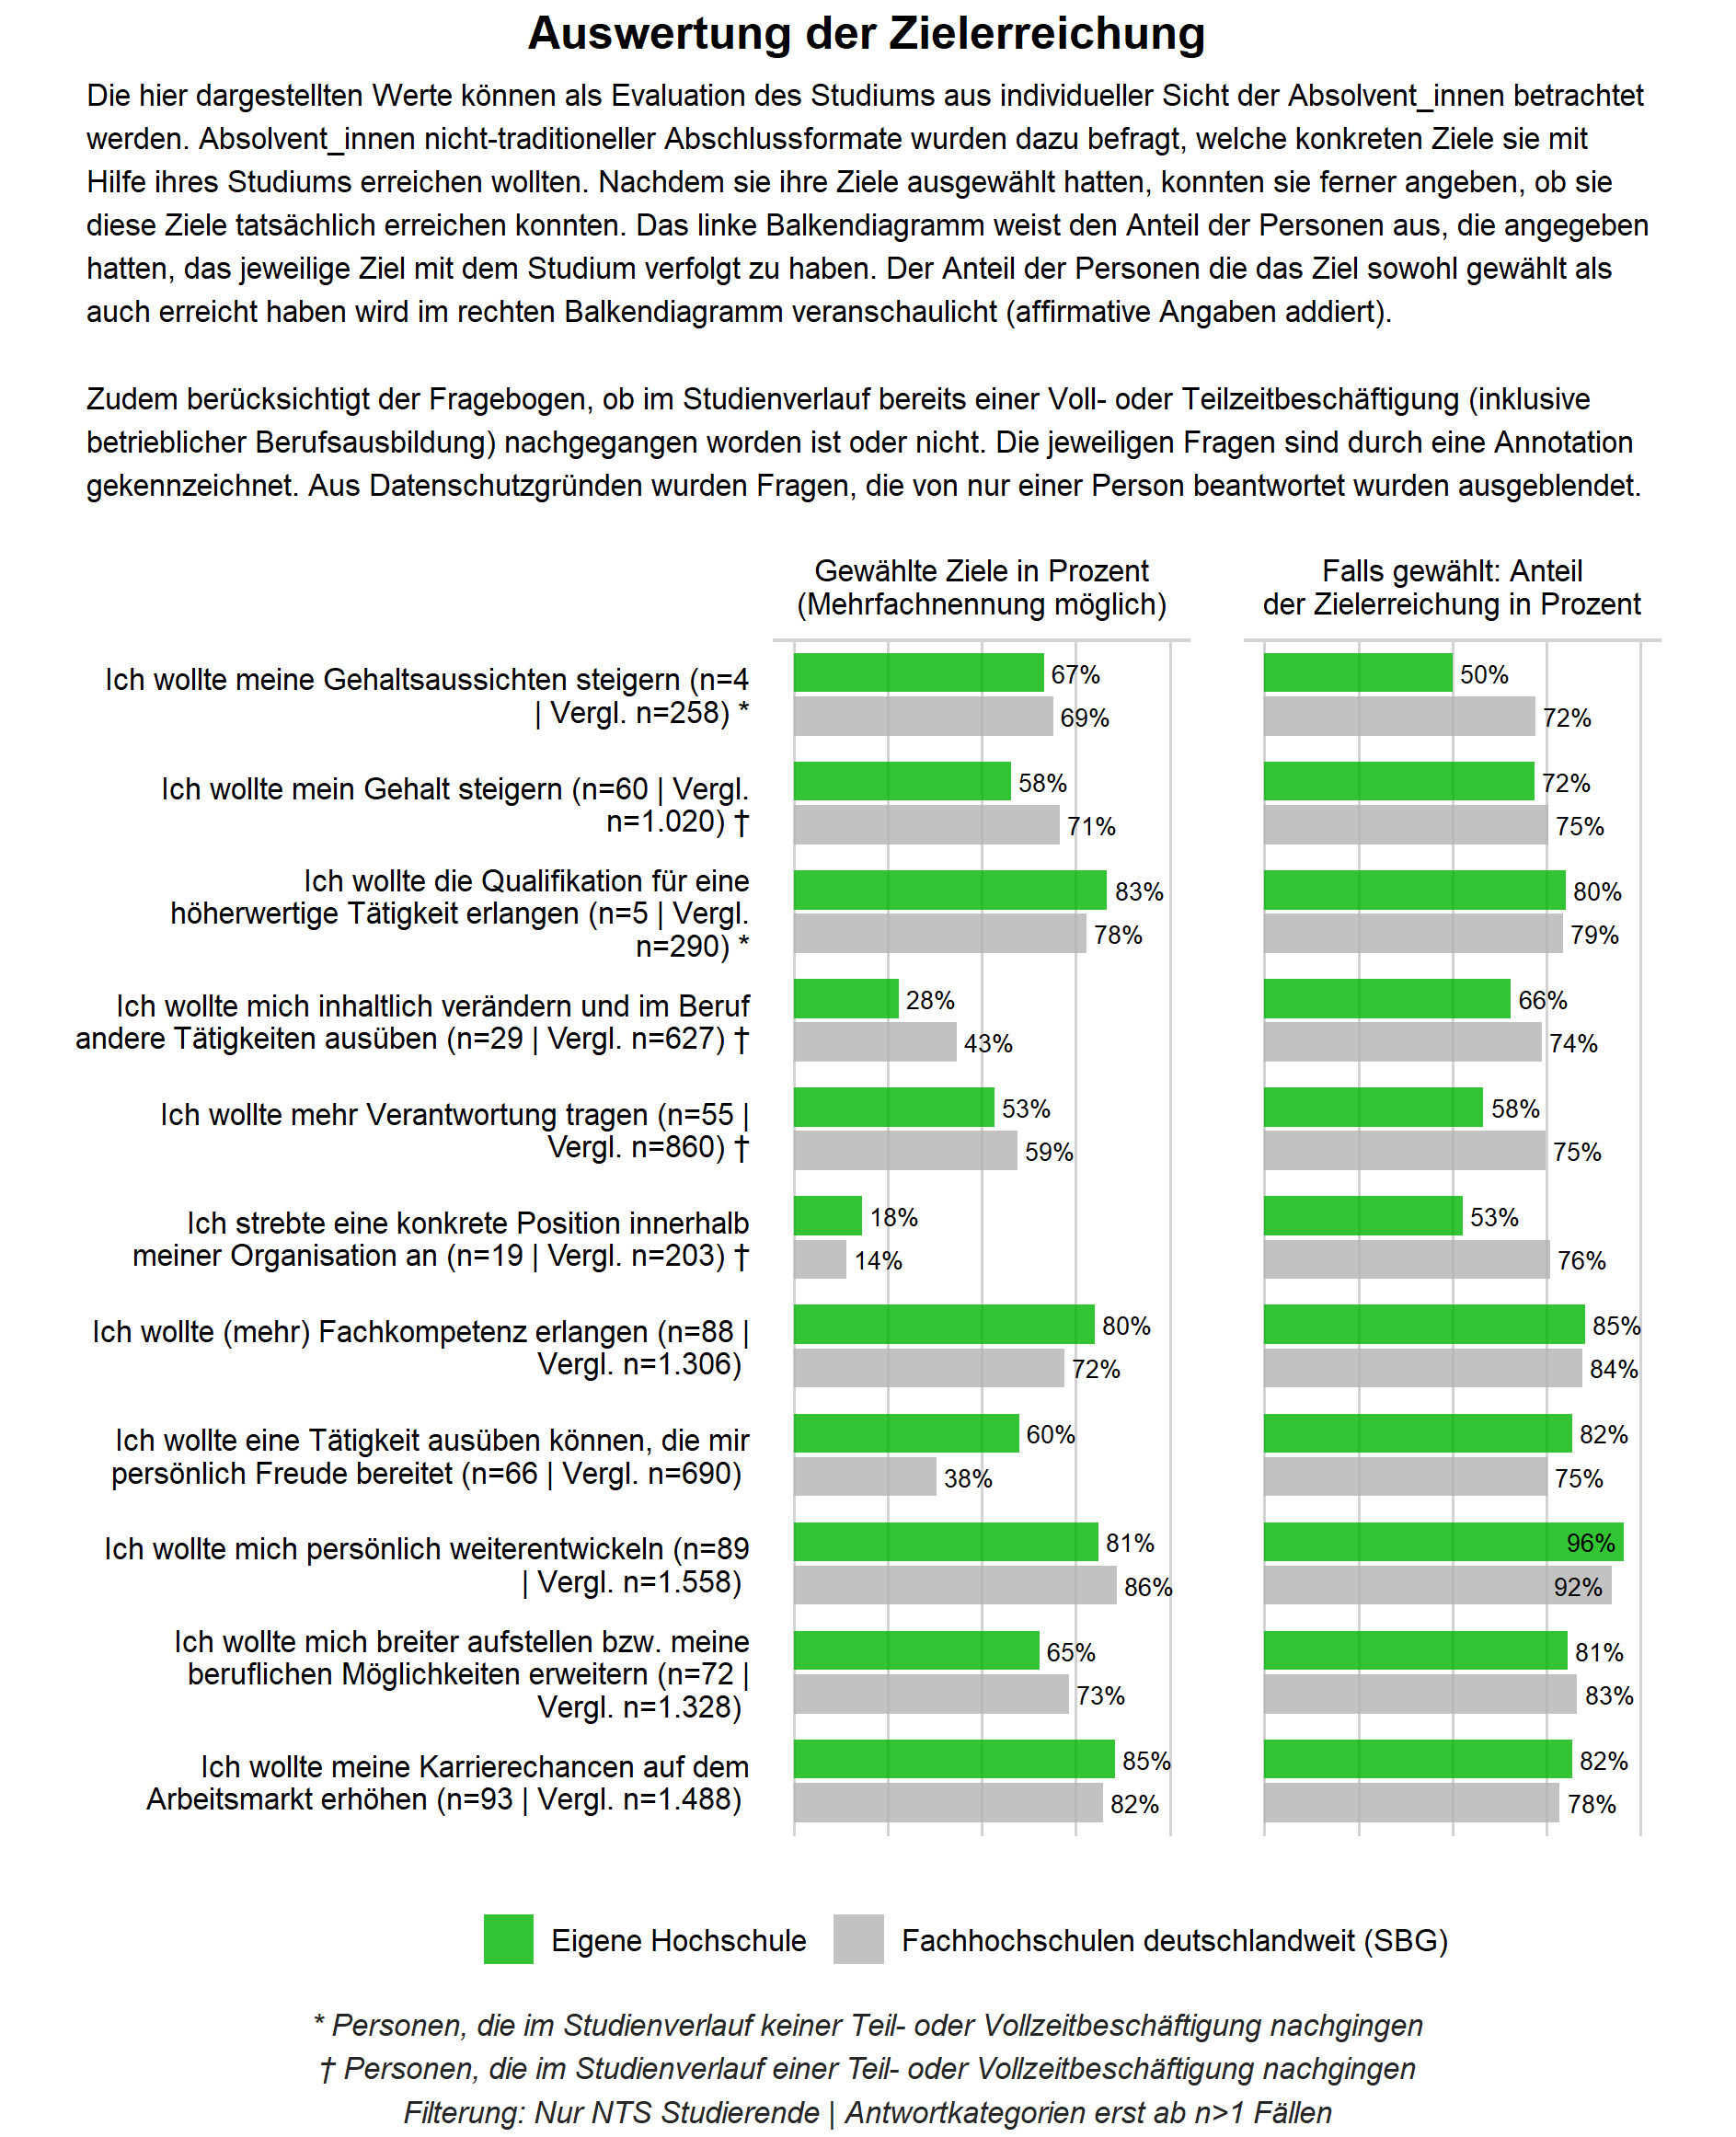 Auswertung der Zielerreichung
Die hier dargestellten Werte können als Evaluation des Studiums aus individueller Sicht der Absolvent_innen betrachtet
werden. Absolvent_innen nicht-traditioneller Abschlussformate wurden dazu befragt, welche konkreten Ziele sie mit
Hilfe ihres Studiums erreichen wollten. Nachdem sie ihre Ziele ausgewählt hatten, konnten sie ferner angeben, ob sie
diese Ziele tatsächlich erreichen konnten. Das linke Balkendiagramm weist den Anteil der Personen aus, die angegeben
hatten, das jeweilige Ziel mit dem Studium verfolgt zu haben. Der Anteil der Personen die das Ziel sowohl gewählt als
auch erreicht haben wird im rechten Balkendiagramm veranschaulicht (affirmative Angaben addiert).
Zudem berücksichtigt der Fragebogen, ob im Studienverlauf bereits einer Voll- oder Teilzeitbeschäftigung (inklusive
betrieblicher Berufsausbildung) nachgegangen worden ist oder nicht. Die jeweiligen Fragen sind durch eine Annotation
gekennzeichnet. Aus Datenschutzgründen wurden Fragen, die von nur einer Person beantwortet wurden ausgeblendet.
Gewählte Ziele in Prozent
(Mehrfachnennung möglich)
Falls gewählt: Anteil
der Zielerreichung in Prozent
Ich wollte meine Gehaltsaussichten steigern (n=4
| Vergl. n=258) *
67%
69%
50%
72%
Ich wollte mein Gehalt steigern (n=60 | Vergl.
n=1.020) †
58%
71%
72%
75%
Ich wollte die Qualifikation für eine
höherwertige Tätigkeit erlangen (n=5 | Vergl.
n=290) *
83%
78%
80%
79%
Ich wollte mich inhaltlich verändern und im Beruf
andere Tätigkeiten ausüben (n=29 | Vergl. n=627) †
28%
43%
66%
74%
Ich wollte mehr Verantwortung tragen (n=55 |
Vergl. n=860) †
53%
59%
58%
75%
Ich strebte eine konkrete Position innerhalb
meiner Organisation an (n=19 | Vergl. n=203) †
18%
14%
53%
76%
Ich wollte (mehr) Fachkompetenz erlangen (n=88 |
Vergl. n=1.306)
80%
72%
85%
84%
Ich wollte eine Tätigkeit ausüben können, die mir
persönlich Freude bereitet (n=66 | Vergl. n=690)
60%
38%
82%
75%
Ich wollte mich persönlich weiterentwickeln (n=89
| Vergl. n=1.558)
81%
86%
96%
92%
Ich wollte mich breiter aufstellen bzw. meine
beruflichen Möglichkeiten erweitern (n=72 |
Vergl. n=1.328)
65%
73%
81%
83%
Ich wollte meine Karrierechancen auf dem
Arbeitsmarkt erhöhen (n=93 | Vergl. n=1.488)
85%
82%
82%
78%
Eigene Hochschule
Fachhochschulen deutschlandweit (SBG)
* Personen, die im Studienverlauf keiner Teil- oder Vollzeitbeschäftigung nachgingen
† Personen, die im Studienverlauf einer Teil- oder Vollzeitbeschäftigung nachgingen
Filterung: Nur NTS Studierende | Antwortkategorien erst ab n>1 Fällen